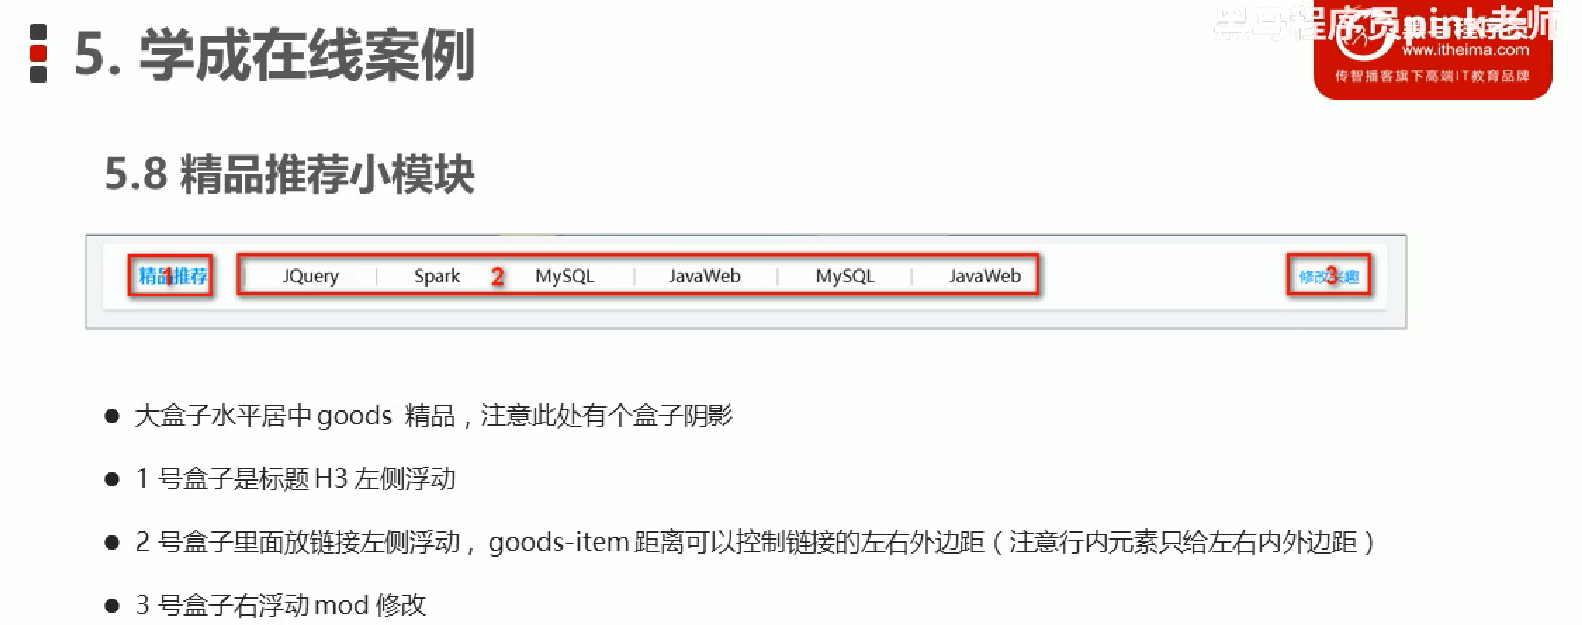 黑马程序员pink老师
5. 学成在线案例
www.itheima.com
传智播客旗下高端IT教育品牌
5.8 精品推荐小模块
精品推荐 1 JQuery Spark 2 MySQL JavaWeb MySQL JavaWeb 修改兴趣 3
● 大盒子水平居中 goods 精品，注意此处有个盒子阴影
● 1 号盒子是标题 H3 左侧浮动
● 2 号盒子里面放链接左侧浮动，goods-item 距离可以控制链接的左右外边距（注意行内元素只给左右内外边距）
● 3 号盒子右浮动 mod 修改